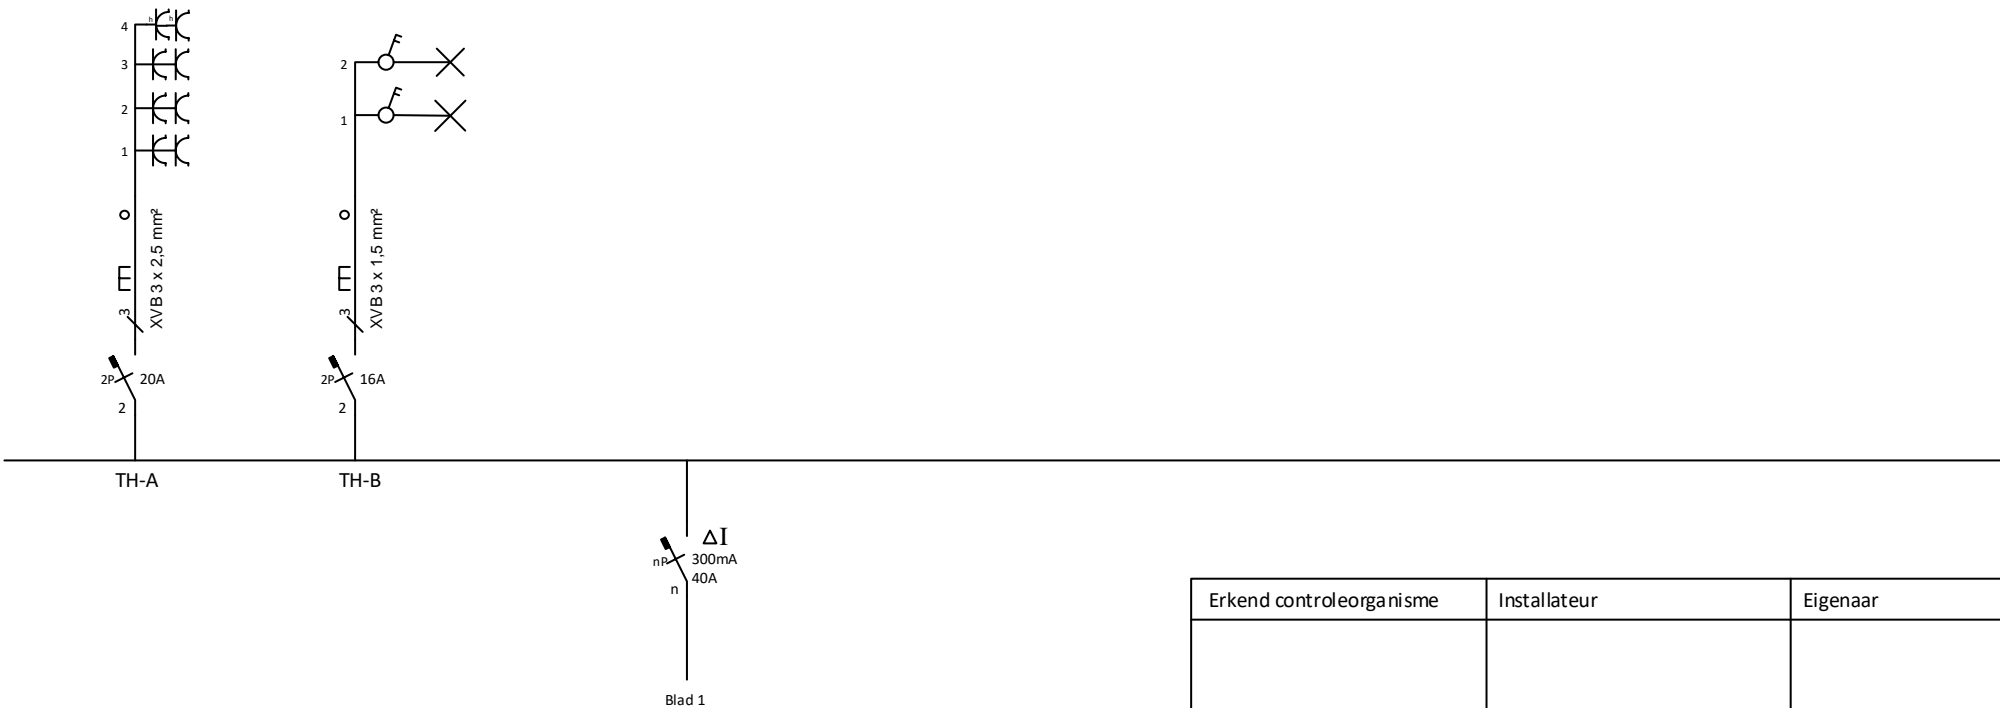 4
h h
3
2
1
XVB 3 x 2,5 mm²
3
2P
20A
2
TH-A
2
1
XVB 3 x 1,5 mm²
3
2P
16A
2
TH-B
ΔI
300mA
nP
40A
n
Blad 1
Erkend controleorganisme
Installateur
Eigenaar